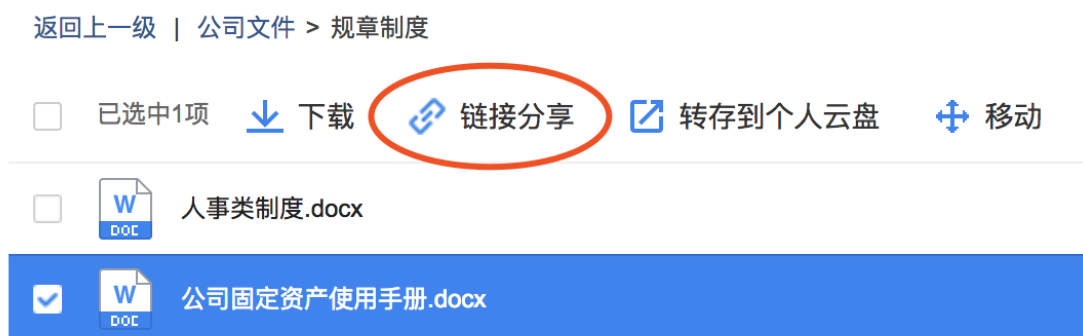 返回上一级 | 公司文件 > 规章制度
已选中1项 下载 链接分享 转存到个人云盘 移动
W
DOC
人事类制度.docx
W
DOC
公司固定资产使用手册.docx